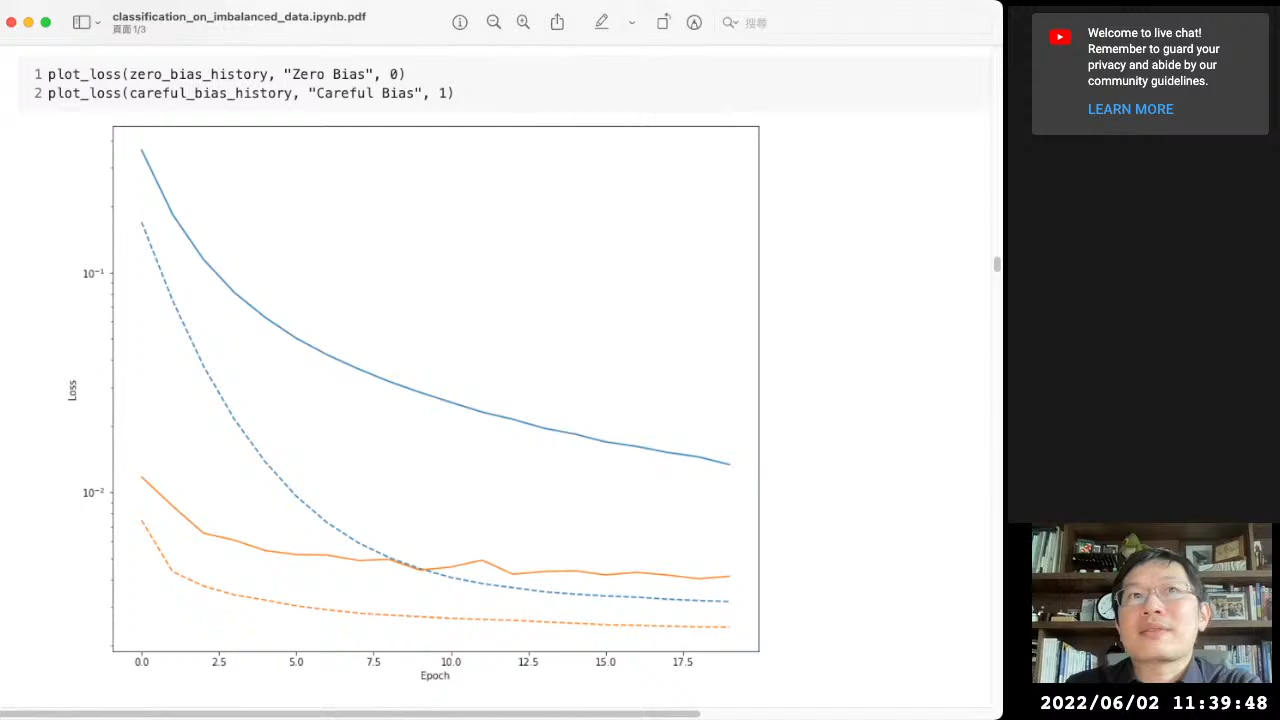 classification_on_imbalanced_data.ipynb.pdf
頁面 1/3
搜尋
1 plot_loss(zero_bias_history, "Zero Bias", 0)
2 plot_loss(careful_bias_history, "Careful Bias", 1)
10⁻¹
10⁻²
Loss
0.0 2.5 5.0 7.5 10.0 12.5 15.0 17.5
Epoch
Welcome to live chat!
Remember to guard your
privacy and abide by our
community guidelines.
LEARN MORE
2022/06/02 11:39:48